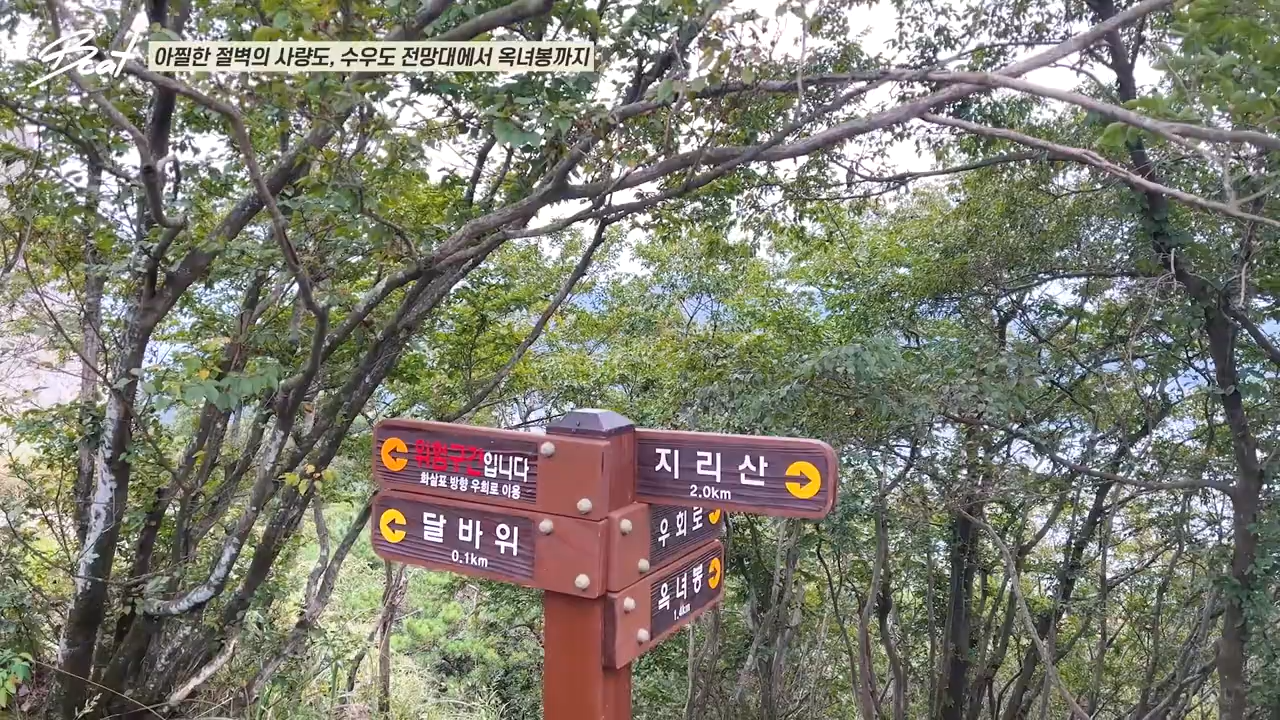 Beat
아찔한 절벽의 사량도, 수우도 전망대에서 옥녀봉까지
위험구간입니다
화살표 방향 우회로 이용
지리산
2.0km
달바위
0.1km
우회로
옥녀봉
1.4km